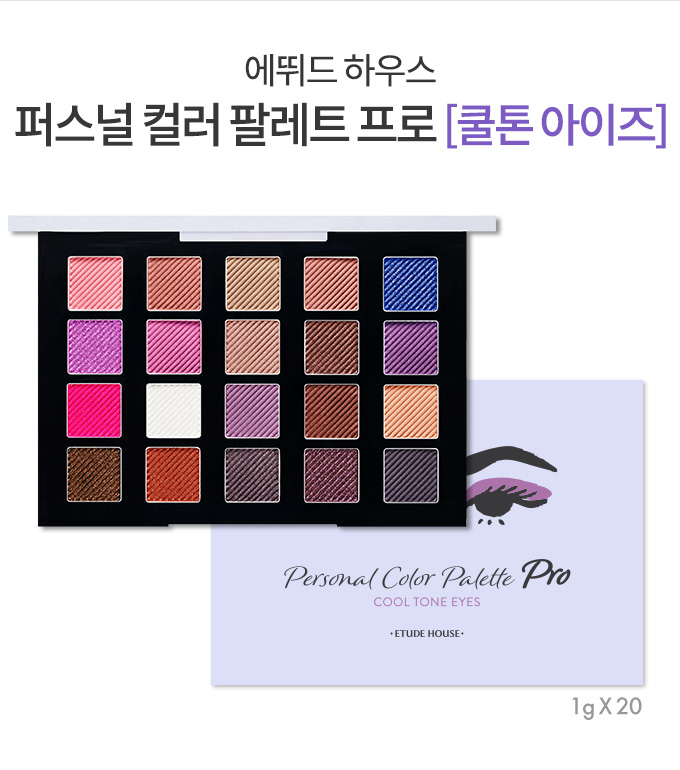 에뛰드 하우스
퍼스널 컬러 팔레트 프로 [쿨톤 아이즈]
Personal Color Palette Pro
COOL TONE EYES
·ETUDE HOUSE·
1g X 20